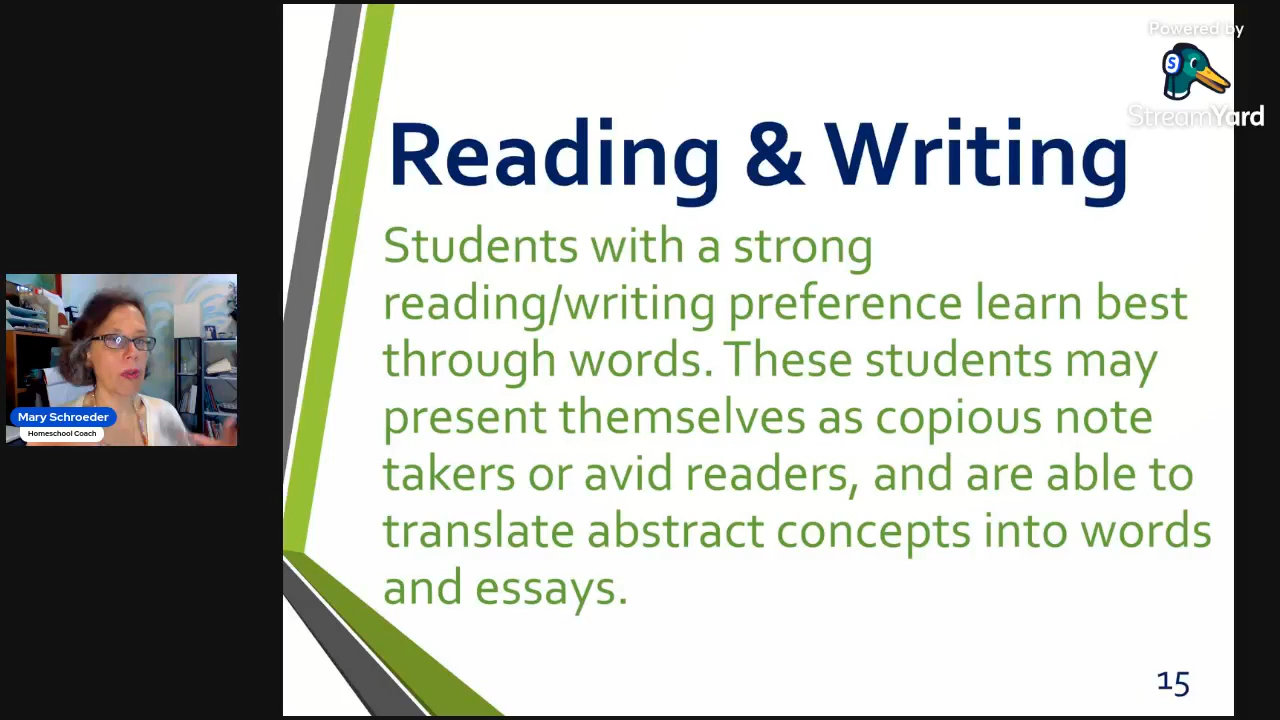 Powered by
S
StreamYard
Reading & Writing
Students with a strong
reading/writing preference learn best
through words. These students may
present themselves as copious note
takers or avid readers, and are able to
translate abstract concepts into words
and essays.
15
Mary Schroeder
Homeschool Coach